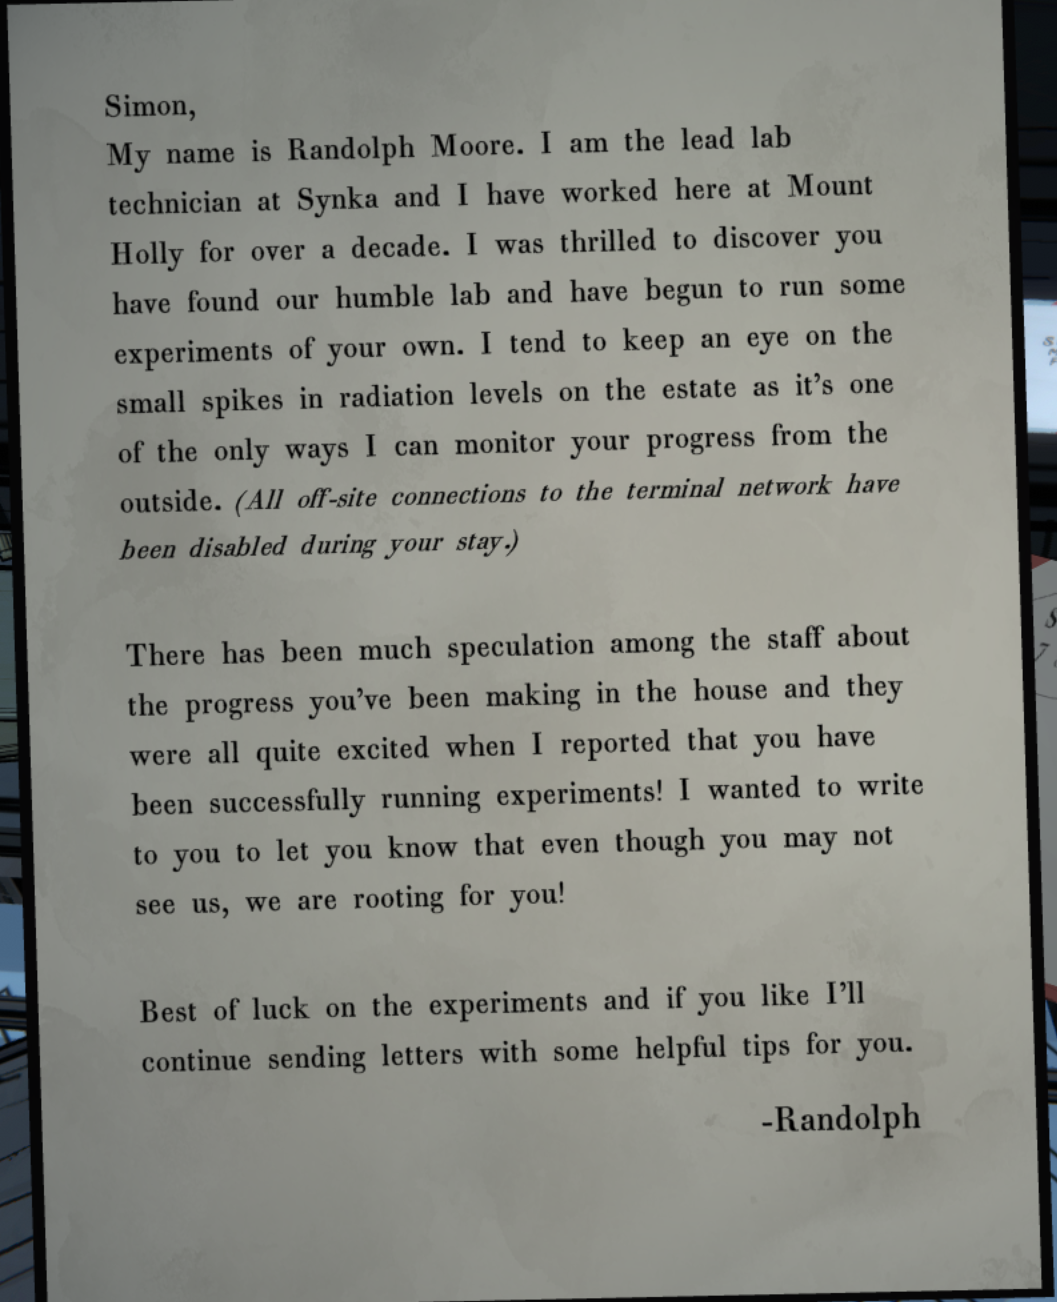 Simon,
My name is Randolph Moore. I am the lead lab
technician at Synka and I have worked here at Mount
Holly for over a decade. I was thrilled to discover you
have found our humble lab and have begun to run some
experiments of your own. I tend to keep an eye on the
small spikes in radiation levels on the estate as it's one
of the only ways I can monitor your progress from the
outside. (All off-site connections to the terminal network have
been disabled during your stay.)
There has been much speculation among the staff about
the progress you've been making in the house and they
were all quite excited when I reported that you have
been successfully running experiments! I wanted to write
to you to let you know that even though you may not
see us, we are rooting for you!
Best of luck on the experiments and if you like I'll
continue sending letters with some helpful tips for you.
-Randolph